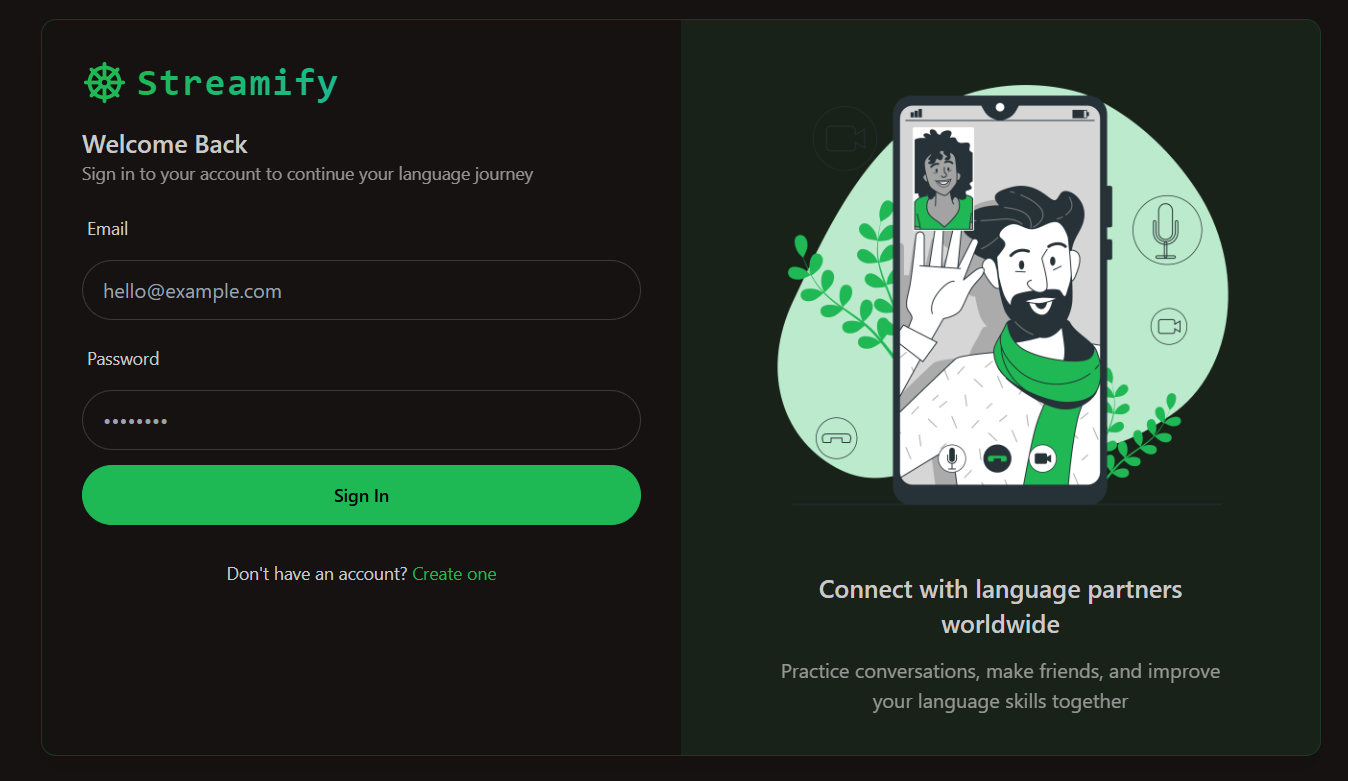 Streamify
Welcome Back
Sign in to your account to continue your language journey
Email
hello@example.com
Password
••••••••
Sign In
Don't have an account? Create one
Connect with language partners
worldwide
Practice conversations, make friends, and improve
your language skills together